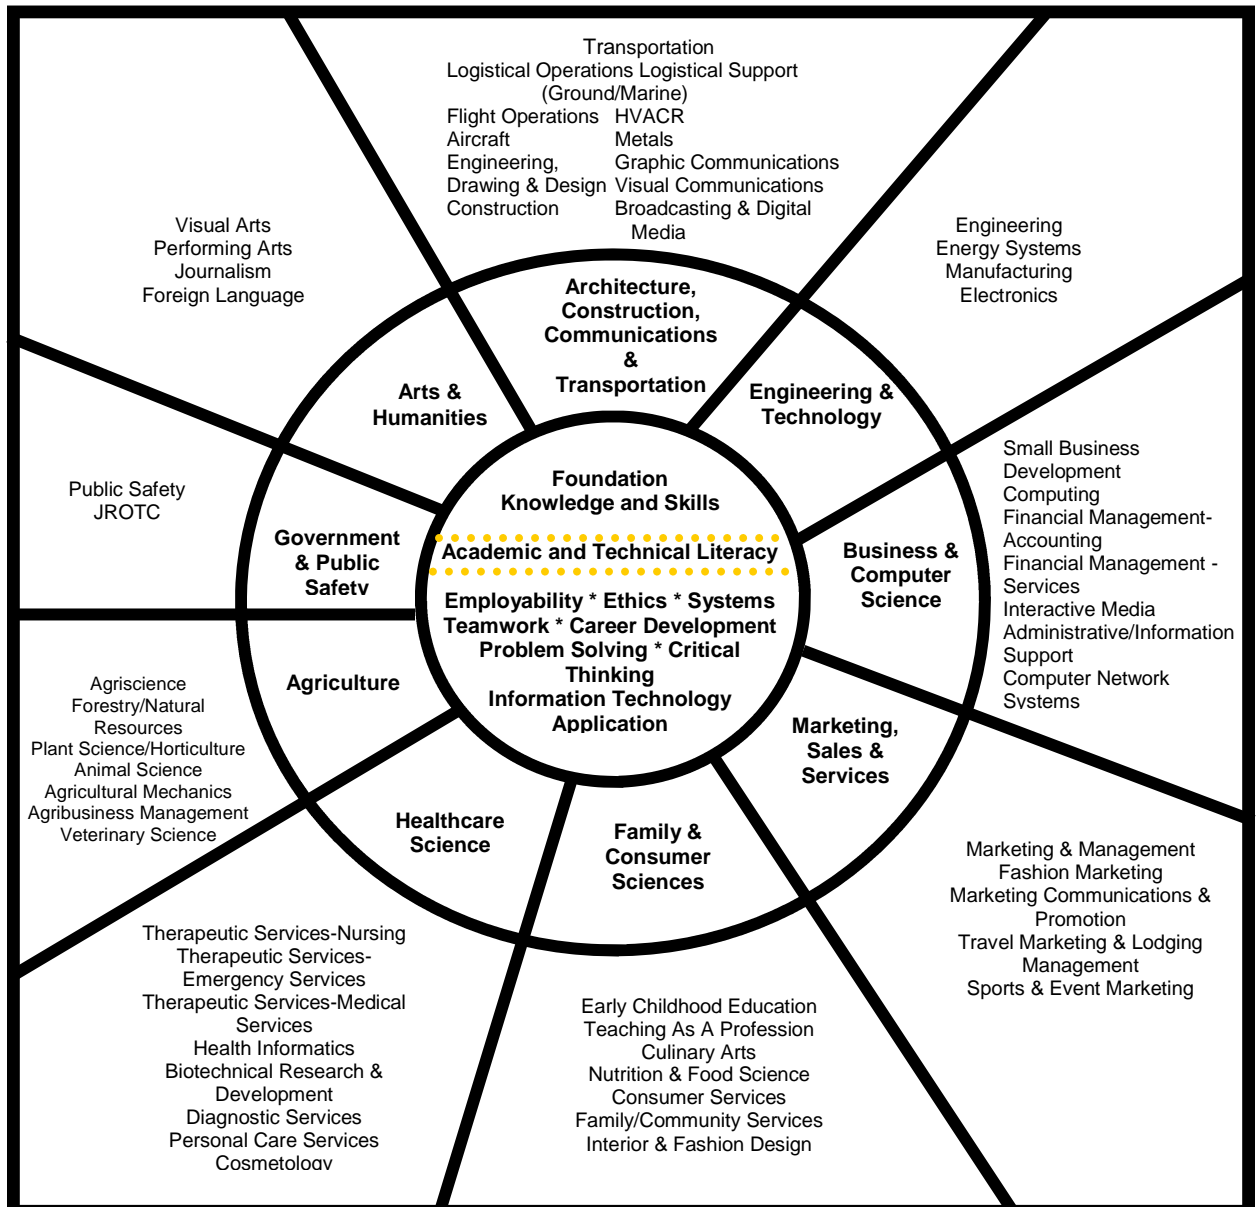 Transportation
Logistical Operations Logistical Support
(Ground/Marine)
Flight Operations HVACR
Aircraft Metals
Engineering, Graphic Communications
Drawing & Design Visual Communications
Construction Broadcasting & Digital
Media
Visual Arts
Performing Arts
Journalism
Foreign Language
Engineering
Energy Systems
Manufacturing
Electronics
Architecture,
Construction,
Communications
&
Transportation
Arts &
Humanities
Engineering &
Technology
Public Safety
JROTC
Government
& Public
Safety
Foundation
Knowledge and Skills
Academic and Technical Literacy
Employability * Ethics * Systems
Teamwork * Career Development
Problem Solving * Critical
Thinking
Information Technology
Application
Business &
Computer
Science
Small Business
Development
Computing
Financial Management-
Accounting
Financial Management -
Services
Interactive Media
Administrative/Information
Support
Computer Network
Systems
Agriculture
Agriscience
Forestry/Natural
Resources
Plant Science/Horticulture
Animal Science
Agricultural Mechanics
Agribusiness Management
Veterinary Science
Marketing,
Sales &
Services
Healthcare
Science
Family &
Consumer
Sciences
Marketing & Management
Fashion Marketing
Marketing Communications &
Promotion
Travel Marketing & Lodging
Management
Sports & Event Marketing
Therapeutic Services-Nursing
Therapeutic Services-
Emergency Services
Therapeutic Services-Medical
Services
Health Informatics
Biotechnical Research &
Development
Diagnostic Services
Personal Care Services
Cosmetology
Early Childhood Education
Teaching As A Profession
Culinary Arts
Nutrition & Food Science
Consumer Services
Family/Community Services
Interior & Fashion Design